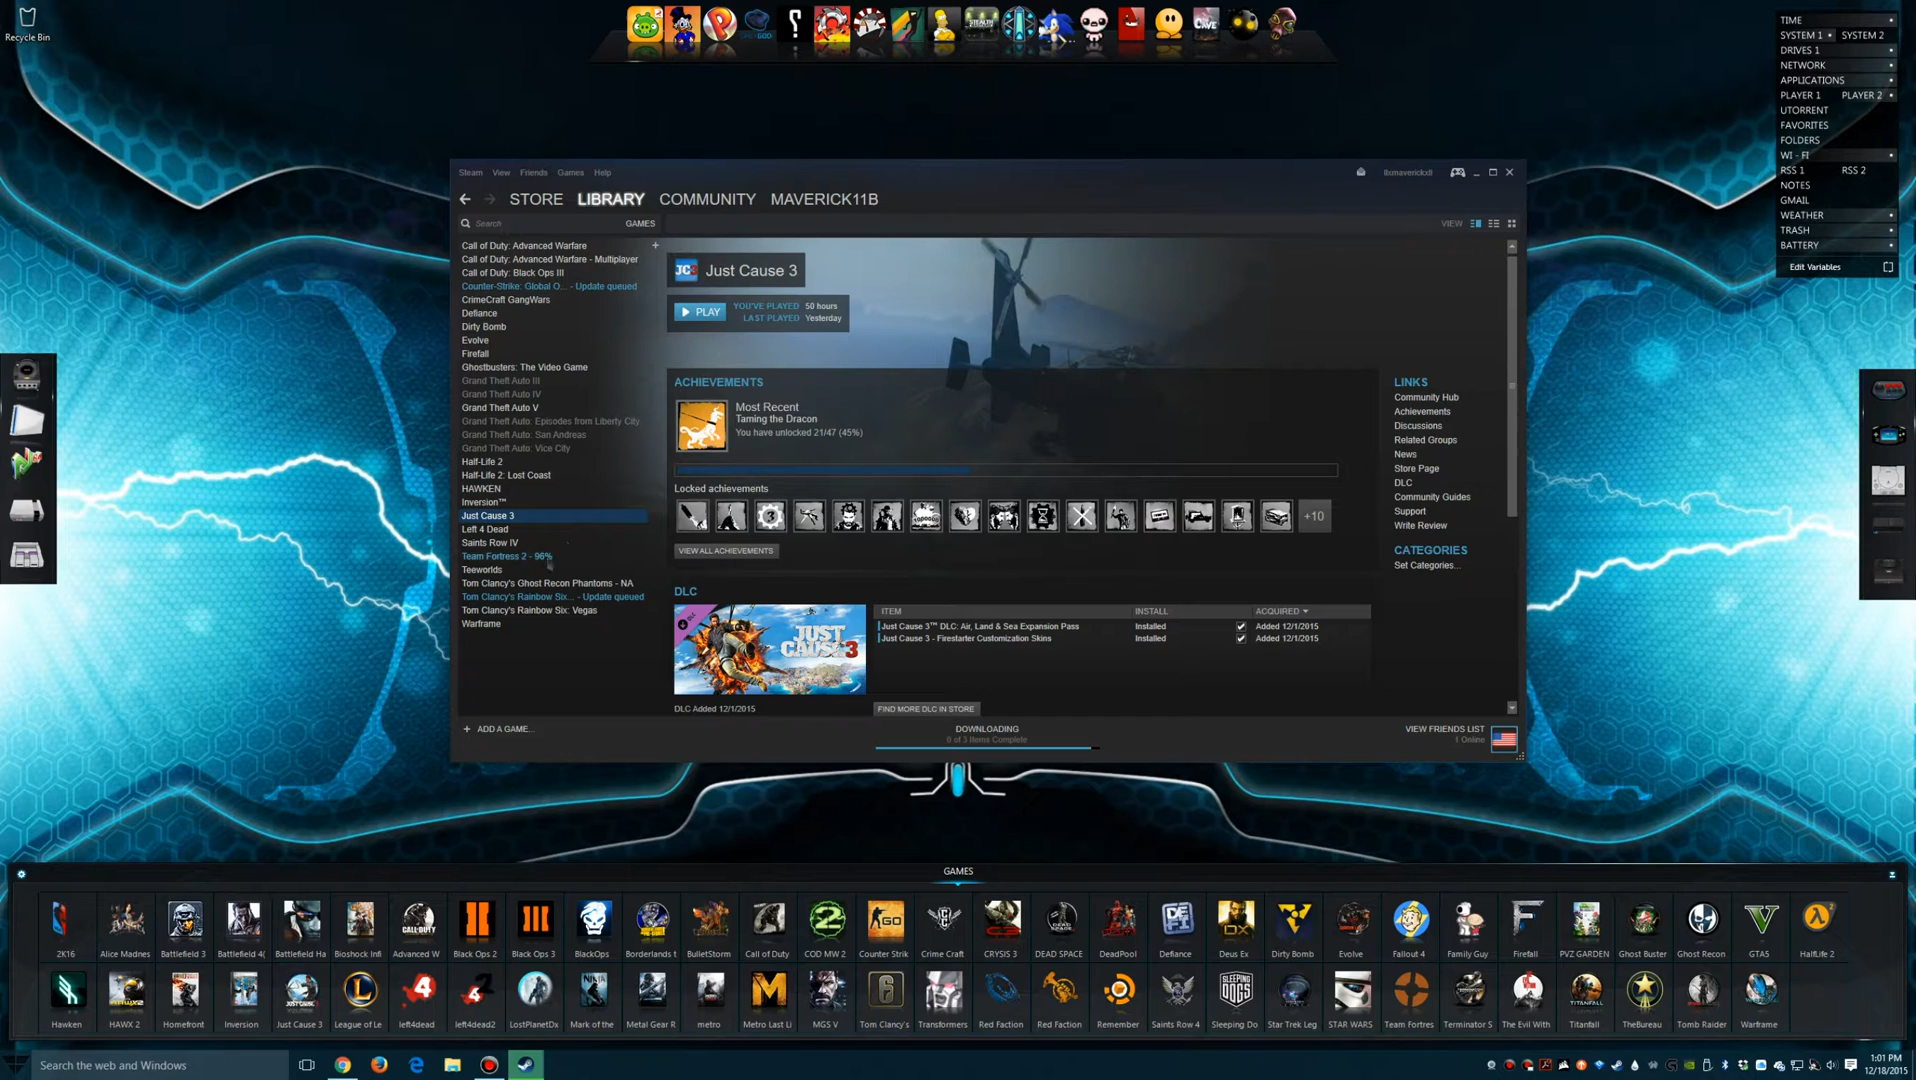 Recycle Bin
TIME
SYSTEM 1 SYSTEM 2
DRIVES 1
NETWORK
APPLICATIONS
PLAYER 1 PLAYER 2
UTORRENT
FAVORITES
FOLDERS
WI - FI
RSS 1 RSS 2
NOTES
GMAIL
WEATHER
TRASH
BATTERY
Edit Variables
Steam View Friends Games Help
STORE LIBRARY COMMUNITY MAVERICK11B
Search GAMES VIEW
Call of Duty: Advanced Warfare
Call of Duty: Advanced Warfare - Multiplayer
Call of Duty: Black Ops III
Counter-Strike: Global O... - Update queued
CrimeCraft GangWars
Defiance
Dirty Bomb
Evolve
Firefall
Ghostbusters: The Video Game
Grand Theft Auto III
Grand Theft Auto IV
Grand Theft Auto V
Grand Theft Auto: Episodes from Liberty City
Grand Theft Auto: San Andreas
Grand Theft Auto: Vice City
Half-Life 2
Half-Life 2: Lost Coast
HAWKEN
Inversion™
Just Cause 3
Left 4 Dead
Saints Row IV
Team Fortress 2 - 96%
Teeworlds
Tom Clancy's Ghost Recon Phantoms - NA
Tom Clancy's Rainbow Six... - Update queued
Tom Clancy's Rainbow Six: Vegas
Warframe
+ ADD A GAME...
JC3 Just Cause 3
PLAY YOU'VE PLAYED 50 hours
LAST PLAYED Yesterday
ACHIEVEMENTS
Most Recent
Taming the Dracon
You have unlocked 21/47 (45%)
Locked achievements
+10
VIEW ALL ACHIEVEMENTS
DLC
JUST CAUSE 3
DLC Added 12/1/2015
ITEM INSTALL ACQUIRED
Just Cause 3™ DLC: Air, Land & Sea Expansion Pass Installed Added 12/1/2015
Just Cause 3 - Firestarter Customization Skins Installed Added 12/1/2015
FIND MORE DLC IN STORE
LINKS
Community Hub
Achievements
Discussions
Related Groups
News
Store Page
DLC
Community Guides
Support
Write Review
CATEGORIES
Set Categories...
DOWNLOADING
0 of 3 Items Complete
VIEW FRIENDS LIST
1 Online
GAMES
2K16 Alice Madnes Battlefield 3 Battlefield 4( Battlefield Ha Bioshock Infi Advanced W Black Ops 2 Black Ops 3 BlackOps Borderlands t BulletStorm Call of Duty COD MW 2 Counter Strik Crime Craft CRYSIS 3 DEAD SPACE DeadPool Defiance Deus Ex Dirty Bomb Evolve Fallout 4 Family Guy Firefall PVZ GARDEN Ghost Buster Ghost Recon GTA5 HalfLife 2
Hawken HAWX 2 Homefront Inversion Just Cause 3 League of Le left4dead left4dead2 LostPlanetDx Mark of the Metal Gear R metro Metro Last Li MGS V Tom Clancy's Transformers Red Faction Red Faction Remember Saints Row 4 Sleeping Do Star Trek Leg STAR WARS Team Fortres Terminator S The Evil With Titanfall TheBureau Tomb Raider Warframe
Search the web and Windows
1:01 PM
12/18/2015